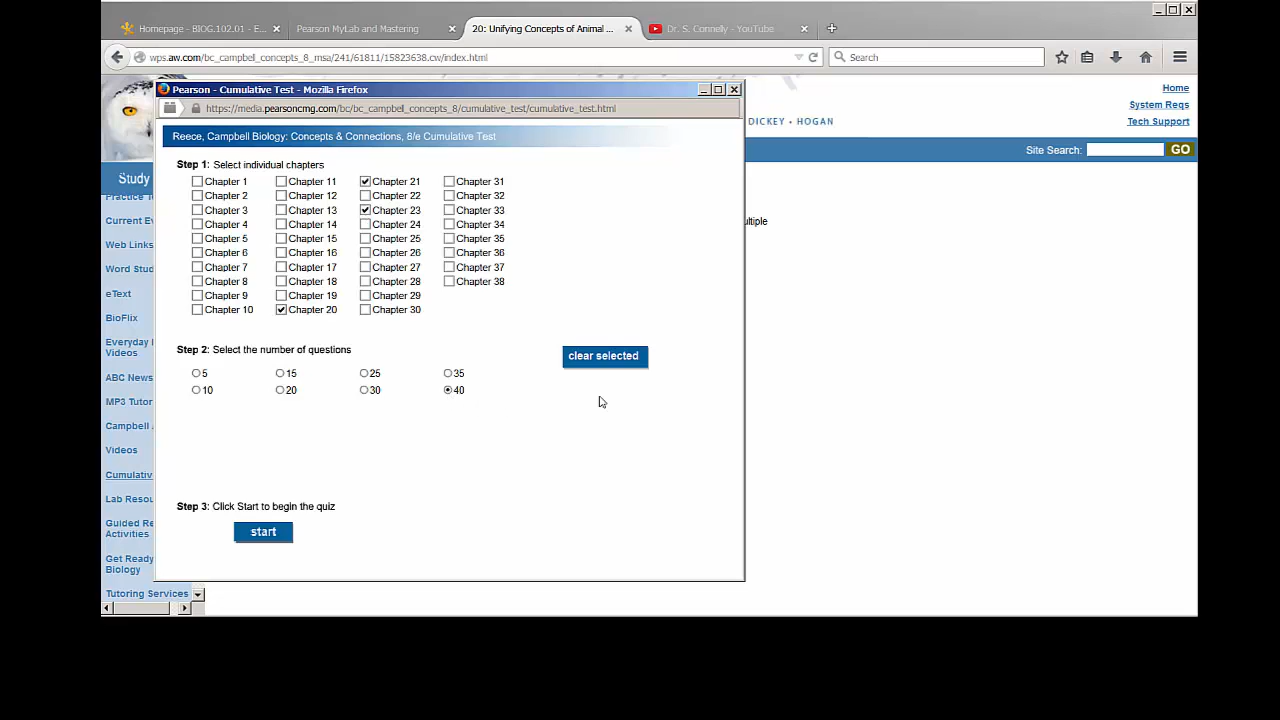 Homepage - BIOG.102.01 - E...
Pearson MyLab and Mastering
20: Unifying Concepts of Animal ...
Dr. S. Connelly - YouTube
wps.aw.com/bc_campbel_concepts_8_msa/241/61811/15823638.cw/index.html
Search
Home
System Reqs
Tech Support
DICKEY • HOGAN
Site Search:
GO
Study
Practice T
Current Ev
Web Links
Word Stud
eText
BioFlix
Everyday
Videos
ABC News
MP3 Tutor
Campbell
Videos
Cumulativ
Lab Resou
Guided Re
Activities
Get Ready
Biology
Tutoring Services
ultiple
Pearson - Cumulative Test - Mozilla Firefox
https://media.pearsoncmg.com/bc/bc_campbel_concepts_8/cumulative_test/cumulative_test.html
Reece, Campbell Biology: Concepts & Connections, 8/e Cumulative Test
Step 1: Select individual chapters
Chapter 1 Chapter 11 Chapter 21 Chapter 31
Chapter 2 Chapter 12 Chapter 22 Chapter 32
Chapter 3 Chapter 13 Chapter 23 Chapter 33
Chapter 4 Chapter 14 Chapter 24 Chapter 34
Chapter 5 Chapter 15 Chapter 25 Chapter 35
Chapter 6 Chapter 16 Chapter 26 Chapter 36
Chapter 7 Chapter 17 Chapter 27 Chapter 37
Chapter 8 Chapter 18 Chapter 28 Chapter 38
Chapter 9 Chapter 19 Chapter 29
Chapter 10 Chapter 20 Chapter 30
Step 2: Select the number of questions
clear selected
5 15 25 35
10 20 30 40
Step 3: Click Start to begin the quiz
start